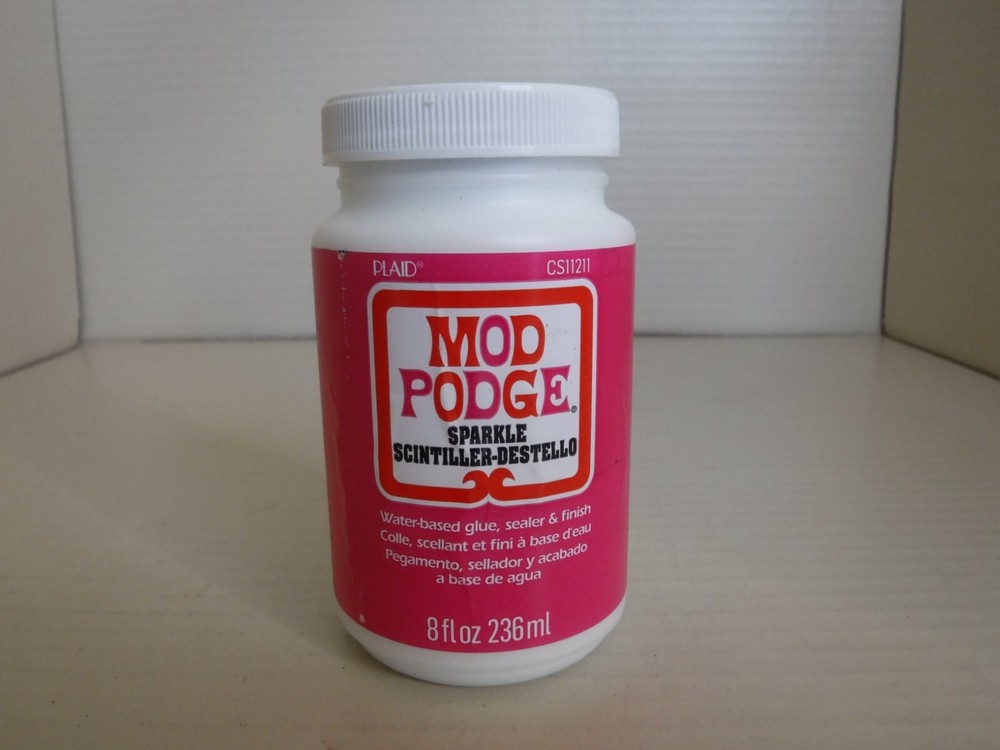 PLAID® CS11211
MOD
PODGE®
SPARKLE
SCINTILLER-DESTELLO
Water-based glue, sealer & finish
Colle, scellant et fini à base d'eau
Pegamento, sellador y acabado
a base de agua
8 fl oz 236 ml